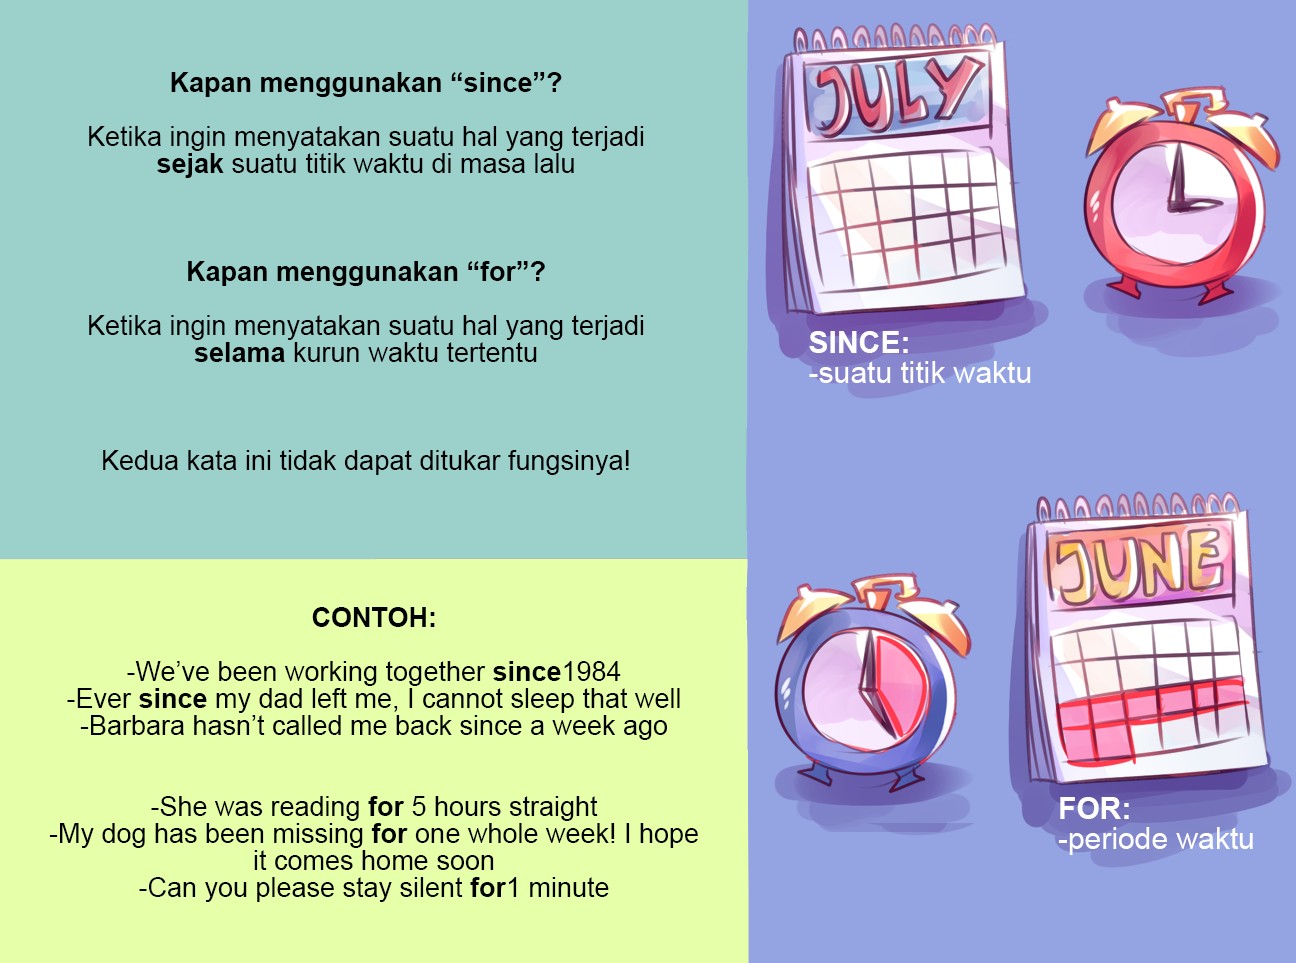 Kapan menggunakan “since”?
Ketika ingin menyatakan suatu hal yang terjadi
sejak suatu titik waktu di masa lalu
Kapan menggunakan “for”?
Ketika ingin menyatakan suatu hal yang terjadi
selama kurun waktu tertentu
Kedua kata ini tidak dapat ditukar fungsinya!
CONTOH:
-We’ve been working together since1984
-Ever since my dad left me, I cannot sleep that well
-Barbara hasn’t called me back since a week ago
-She was reading for 5 hours straight
-My dog has been missing for one whole week! I hope
it comes home soon
-Can you please stay silent for1 minute
JULY
SINCE:
-suatu titik waktu
JUNE
FOR:
-periode waktu